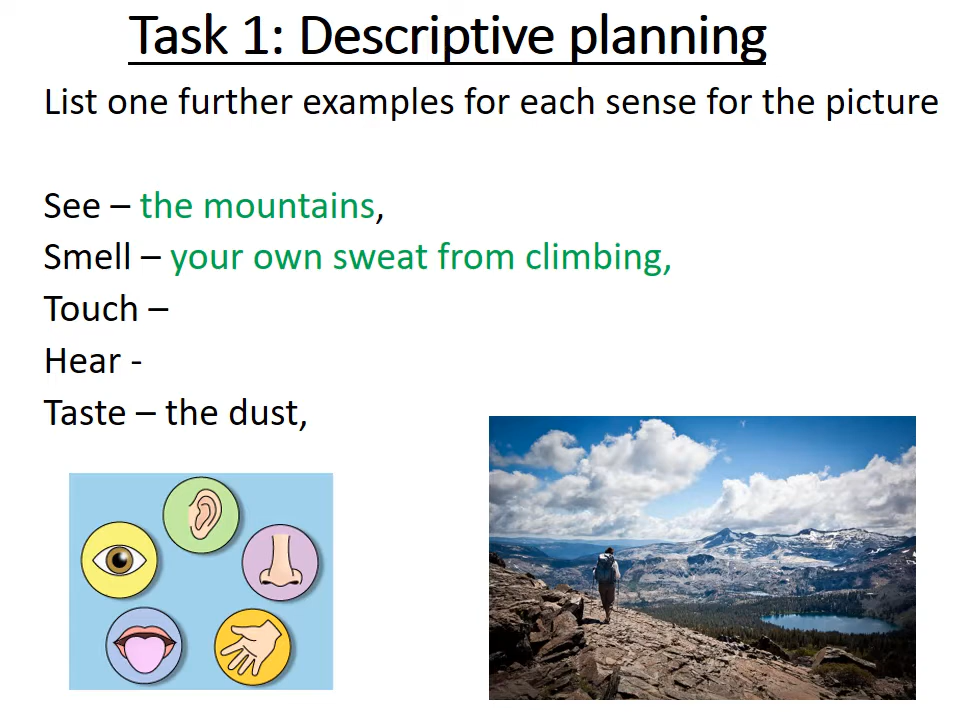 Task 1: Descriptive planning
List one further examples for each sense for the picture
See – the mountains,
Smell – your own sweat from climbing,
Touch –
Hear -
Taste – the dust,